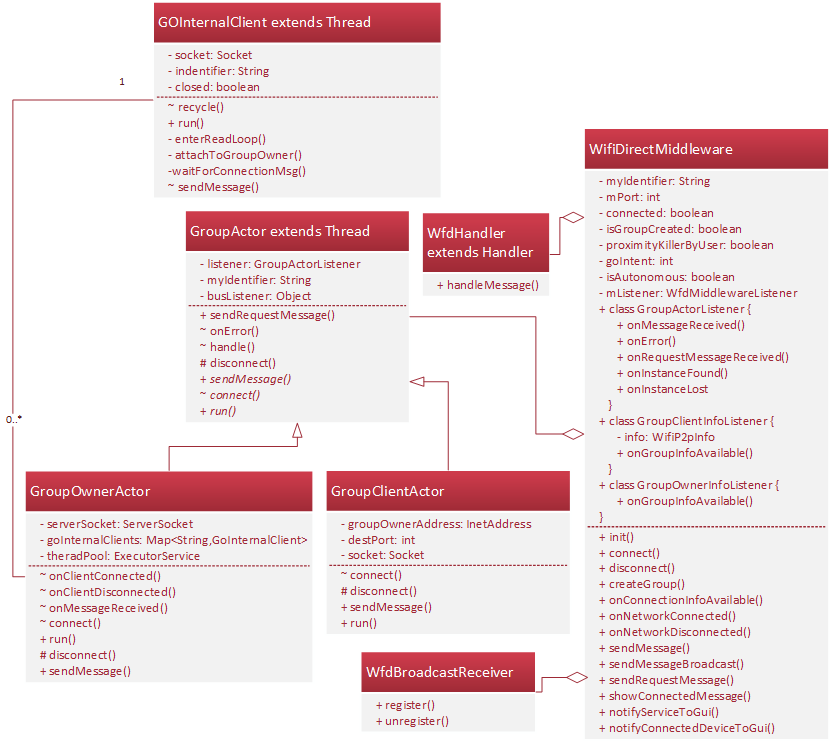 GOInternalClient extends Thread
- socket: Socket
- indentifier: String
- closed: boolean
~ recycle()
+ run()
- enterReadLoop()
- attachToGroupOwner()
-waitForConnectionMsg()
~ sendMessage()
1
0..*
GroupActor extends Thread
- listener: GroupActorListener
- myIdentifier: String
- busListener: Object
+ sendRequestMessage()
~ onError()
~ handle()
# disconnect()
+ sendMessage()
~ connect()
+ run()
WfdHandler
extends Handler
+ handleMessage()
GroupOwnerActor
- serverSocket: ServerSocket
- goInternalClients: Map<String,GoInternalClient>
- theradPool: ExecutorService
~ onClientConnected()
~ onClientDisconnected()
~ onMessageReceived()
~ connect()
+ run()
# disconnect()
+ sendMessage()
GroupClientActor
- groupOwnerAddress: InetAddress
- destPort: int
- socket: Socket
~ connect()
# disconnect()
+ sendMessage()
+ run()
WfdBroadcastReceiver
+ register()
+ unregister()
WifiDirectMiddleware
- myIdentifier: String
- mPort: int
- connected: boolean
- isGroupCreated: boolean
- proximityKillerByUser: boolean
- goIntent: int
- isAutonomous: boolean
- mListener: WfdMiddlewareListener
+ class GroupActorListener {
+ onMessageReceived()
+ onError()
+ onRequestMessageReceived()
+ onInstanceFound()
+ onInstanceLost
}
+ class GroupClientInfoListener {
- info: WifiP2pInfo
+ onGroupInfoAvailable()
}
+ class GroupOwnerInfoListener {
+ onGroupInfoAvailable()
}
+ init()
+ connect()
+ disconnect()
+ createGroup()
+ onConnectionInfoAvailable()
+ onNetworkConnected()
+ onNetworkDisconnected()
+ sendMessage()
+ sendMessageBroadcast()
+ sendRequestMessage()
+ showConnectedMessage()
+ notifyServiceToGui()
+ notifyConnectedDeviceToGui()